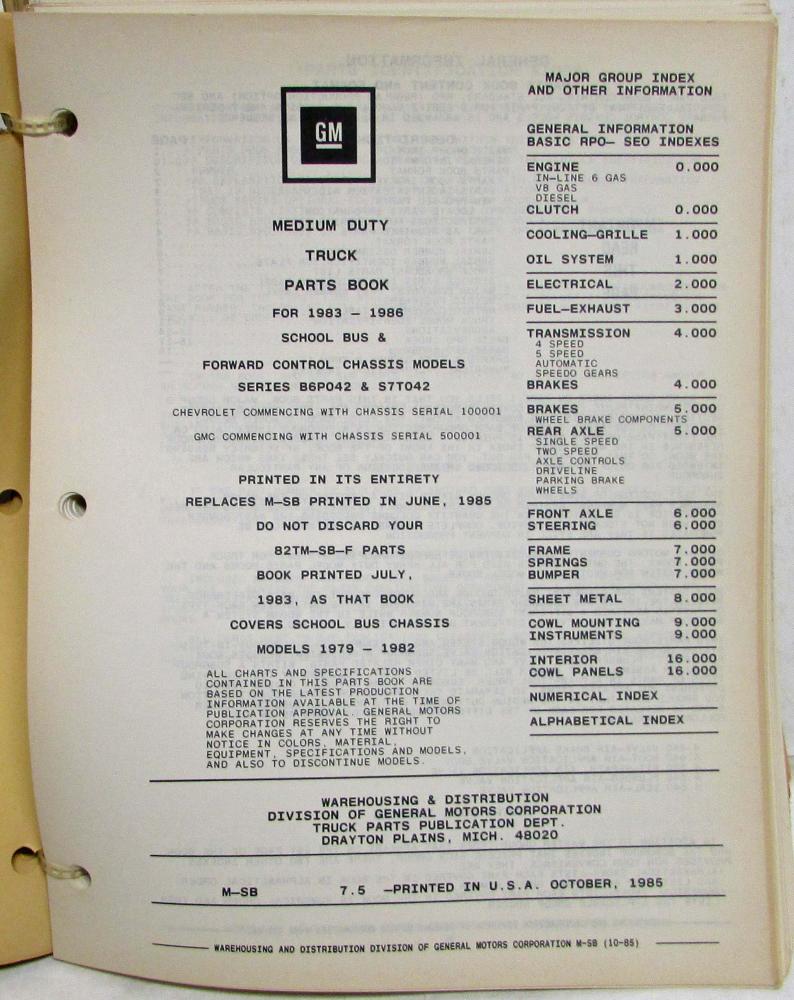 GM
MEDIUM DUTY
TRUCK
PARTS BOOK
FOR 1983 — 1986
SCHOOL BUS &
FORWARD CONTROL CHASSIS MODELS
SERIES B6P042 & S7T042
CHEVROLET COMMENCING WITH CHASSIS SERIAL 100001
GMC COMMENCING WITH CHASSIS SERIAL 500001
PRINTED IN ITS ENTIRETY
REPLACES M—SB PRINTED IN JUNE, 1985
DO NOT DISCARD YOUR
82TM—SB—F PARTS
BOOK PRINTED JULY,
1983, AS THAT BOOK
COVERS SCHOOL BUS CHASSIS
MODELS 1979 — 1982
ALL CHARTS AND SPECIFICATIONS
CONTAINED IN THIS PARTS BOOK ARE
BASED ON THE LATEST PRODUCTION
INFORMATION AVAILABLE AT THE TIME OF
PUBLICATION APPROVAL. GENERAL MOTORS
CORPORATION RESERVES THE RIGHT TO
MAKE CHANGES AT ANY TIME WITHOUT
NOTICE IN COLORS, MATERIAL,
EQUIPMENT, SPECIFICATIONS AND MODELS,
AND ALSO TO DISCONTINUE MODELS.
MAJOR GROUP INDEX
AND OTHER INFORMATION
GENERAL INFORMATION
BASIC RPO— SEO INDEXES
ENGINE 0.000
IN—LINE 6 GAS
V8 GAS
DIESEL
CLUTCH 0.000
COOLING—GRILLE 1.000
OIL SYSTEM 1.000
ELECTRICAL 2.000
FUEL—EXHAUST 3.000
TRANSMISSION 4.000
4 SPEED
5 SPEED
AUTOMATIC
SPEEDO GEARS
BRAKES 4.000
BRAKES 5.000
WHEEL BRAKE COMPONENTS
REAR AXLE 5.000
SINGLE SPEED
TWO SPEED
AXLE CONTROLS
DRIVELINE
PARKING BRAKE
WHEELS
FRONT AXLE 6.000
STEERING 6.000
FRAME 7.000
SPRINGS 7.000
BUMPER 7.000
SHEET METAL 8.000
COWL MOUNTING 9.000
INSTRUMENTS 9.000
INTERIOR 16.000
COWL PANELS 16.000
NUMERICAL INDEX
ALPHABETICAL INDEX
WAREHOUSING & DISTRIBUTION
DIVISION OF GENERAL MOTORS CORPORATION
TRUCK PARTS PUBLICATION DEPT.
DRAYTON PLAINS, MICH. 48020
M—SB 7.5 —PRINTED IN U.S.A. OCTOBER, 1985
WAREHOUSING AND DISTRIBUTION DIVISION OF GENERAL MOTORS CORPORATION M—SB (10—85)